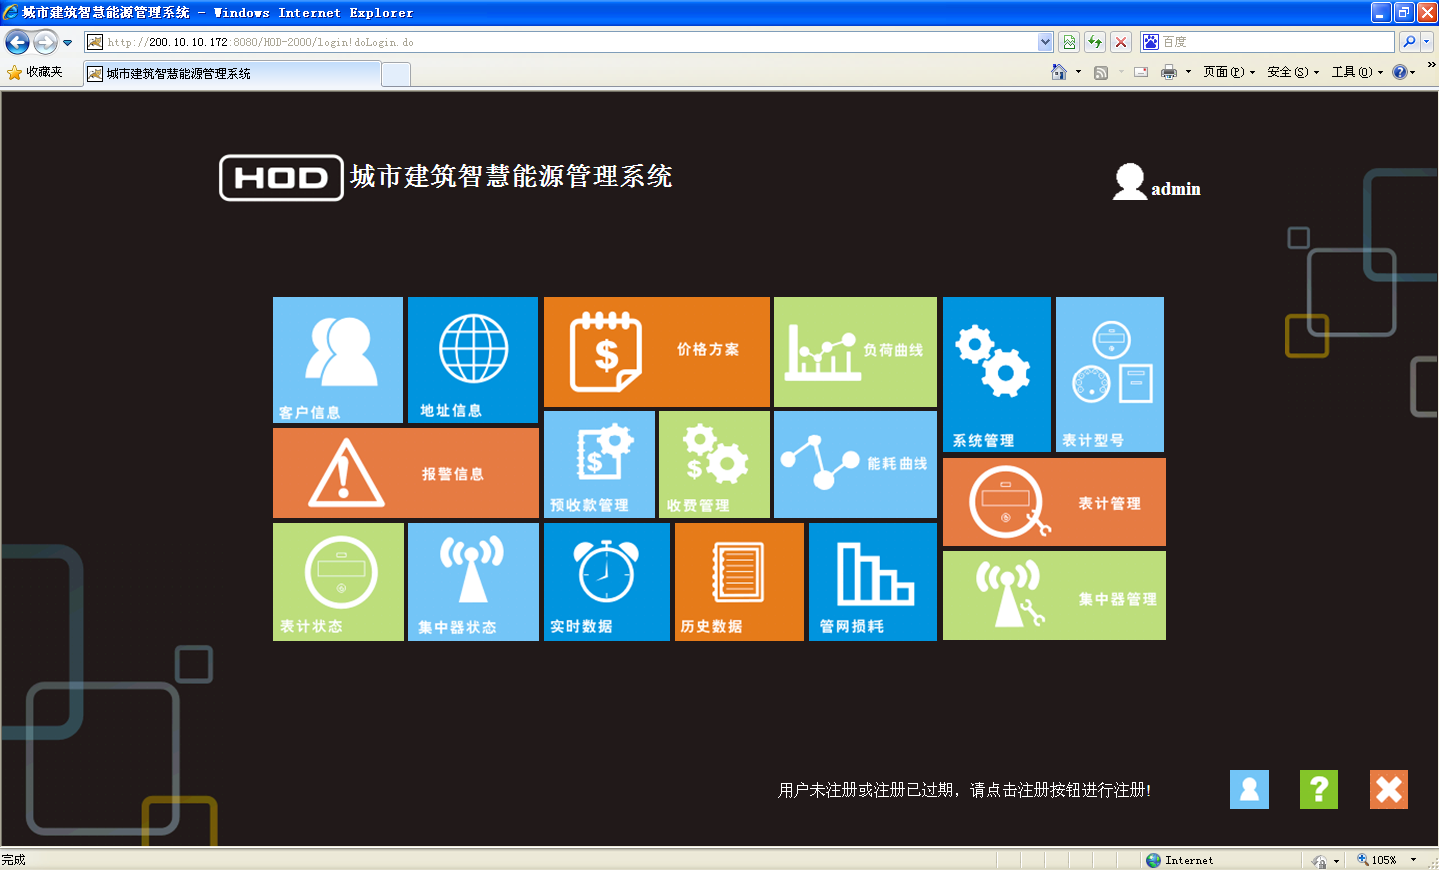 城市建筑智慧能源管理系统 - Windows Internet Explorer
http://200.10.10.172:8080/HOD-2000/login!doLogin.do
百度
收藏夹
城市建筑智慧能源管理系统
页面(P)
安全(S)
工具(O)
»
HOD 城市建筑智慧能源管理系统
admin
客户信息
地址信息
价格方案
负荷曲线
系统管理
表计型号
报警信息
预收款管理
收费管理
能耗曲线
表计管理
表计状态
集中器状态
实时数据
历史数据
管网损耗
集中器管理
用户未注册或注册已过期，请点击注册按钮进行注册!
完成
Internet
105%